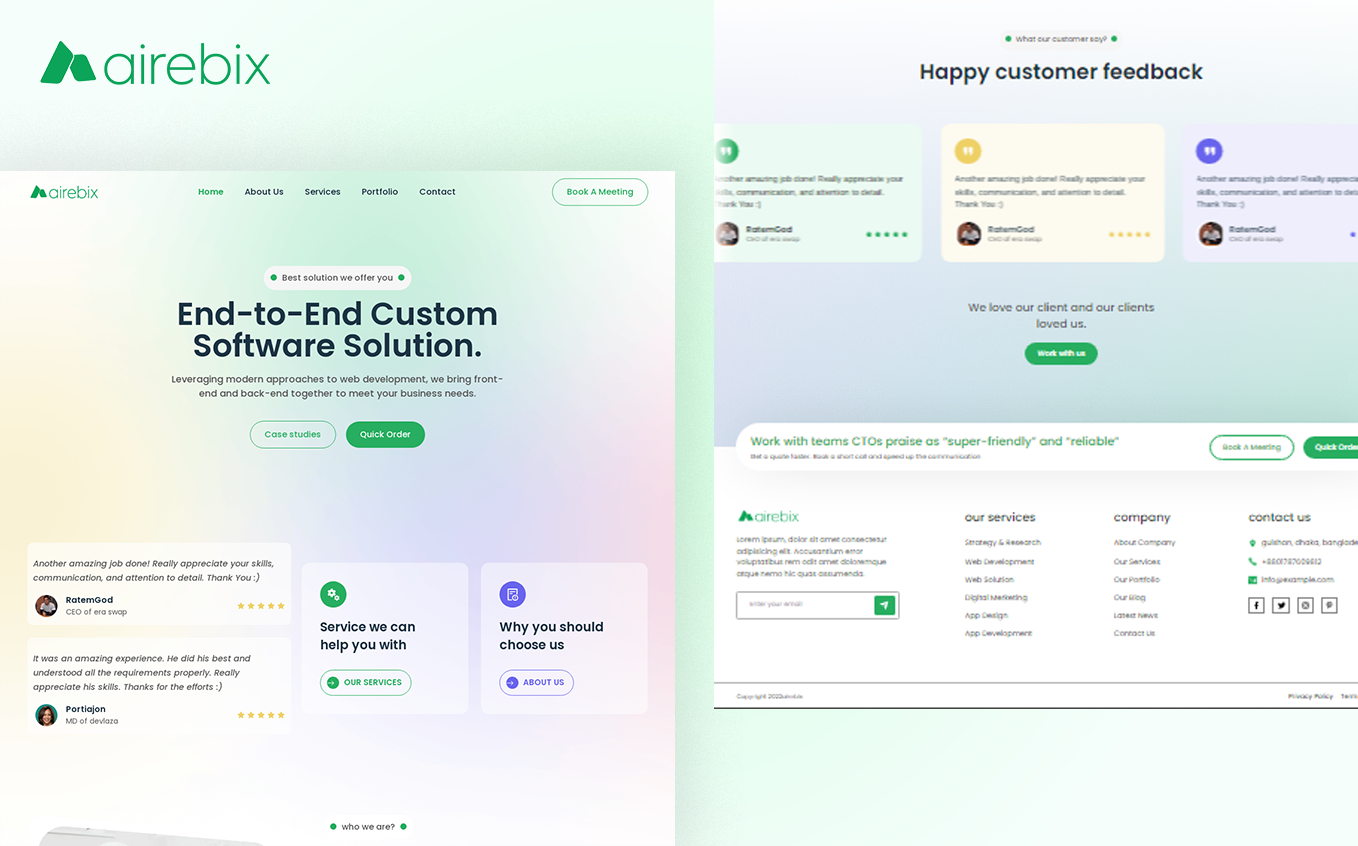 airebix
airebix
Home About Us Services Portfolio Contact
Book A Meeting
Best solution we offer you
End-to-End Custom
Software Solution.
Leveraging modern approaches to web development, we bring front-
end and back-end together to meet your business needs.
Case studies Quick Order
Another amazing job done! Really appreciate your skills,
communication, and attention to detail. Thank You :)
RatemGod
CEO of era swap
It was an amazing experience. He did his best and
understood all the requirements properly. Really
appreciate his skills. Thanks for the efforts :)
Portiajon
MD of devlaza
Service we can
help you with
OUR SERVICES
Why you should
choose us
ABOUT US
who we are?
What our customer say?
Happy customer feedback
Another amazing job done! Really appreciate your
skills, communication, and attention to detail.
Thank You :)
RatemGod
CEO of era swap
Another amazing job done! Really appreciate your
skills, communication, and attention to detail.
Thank You :)
RatemGod
CEO of era swap
Another amazing job done! Really apprecia
skills, communication, and attention to det
Thank You :)
RatemGod
CEO of era swap
We love our client and our clients
loved us.
Work with us
Work with teams CTOs praise as “super-friendly” and “reliable”
Get a quote faster. Book a short call and speed up the communication
Book A Meeting Quick Orde
airebix
Lorem ipsum, dolor sit amet consectetur
adipisicing elit. Accusantium error
voluptatibus rem odit amet doloremque
atque nemo hic quas assumenda.
enter your email
our services
Strategy & Research
Web Development
Web Solution
Digital Merketing
App Design
App Development
company
About Company
Our Services
Our Portfolio
Our Blog
Latest News
Contact Us
contact us
gulshan, dhaka, banglade
info@example.com
Copyright 2022airebix
Privacy Policy Term